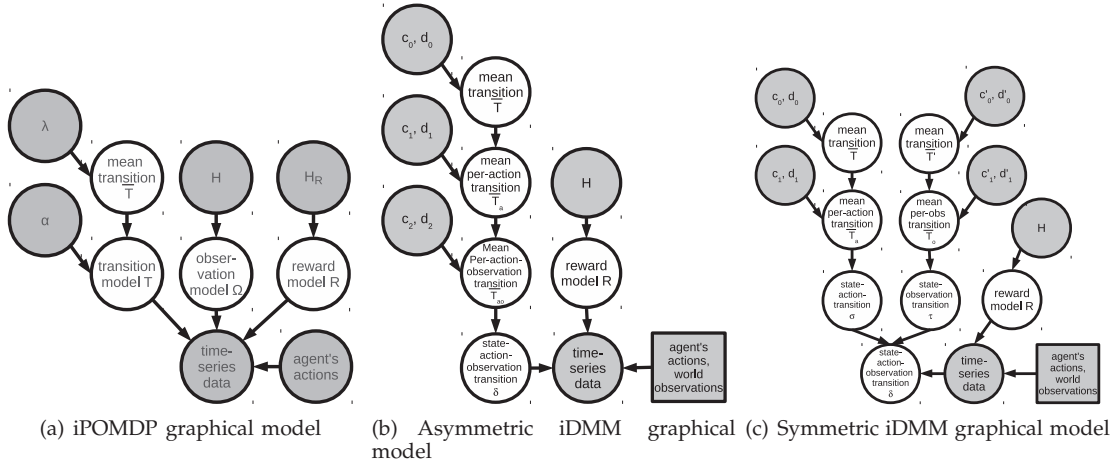 λ
mean
transition
T̅
H
H_R
α
transition
model T
obser-
vation
model Ω
reward
model R
time-
series
data
agent's
actions
(a) iPOMDP graphical model
c_0, d_0
mean
transition
T̅
c_1, d_1
mean
per-action
transition
T̅_a
H
c_2, d_2
Mean
Per-action-
observation
transition
T̅_ao
reward
model R
state-
action-
observation
transition
δ
time-
series
data
agent's
actions,
world
observations
(b) Asymmetric iDMM graphical
model
c_0, d_0
c'_0, d'_0
mean
transition
T̅
mean
transition
T̅'
c_1, d_1
c'_1, d'_1
mean
per-action
transition
T̅_a
mean
per-obs
transition
T̅_o
H
state-
action-
transition
σ
state-
observation
transition
τ
reward
model R
state-
action-
observation
transition
δ
time-
series
data
agent's
actions,
world
observations
(c) Symmetric iDMM graphical model